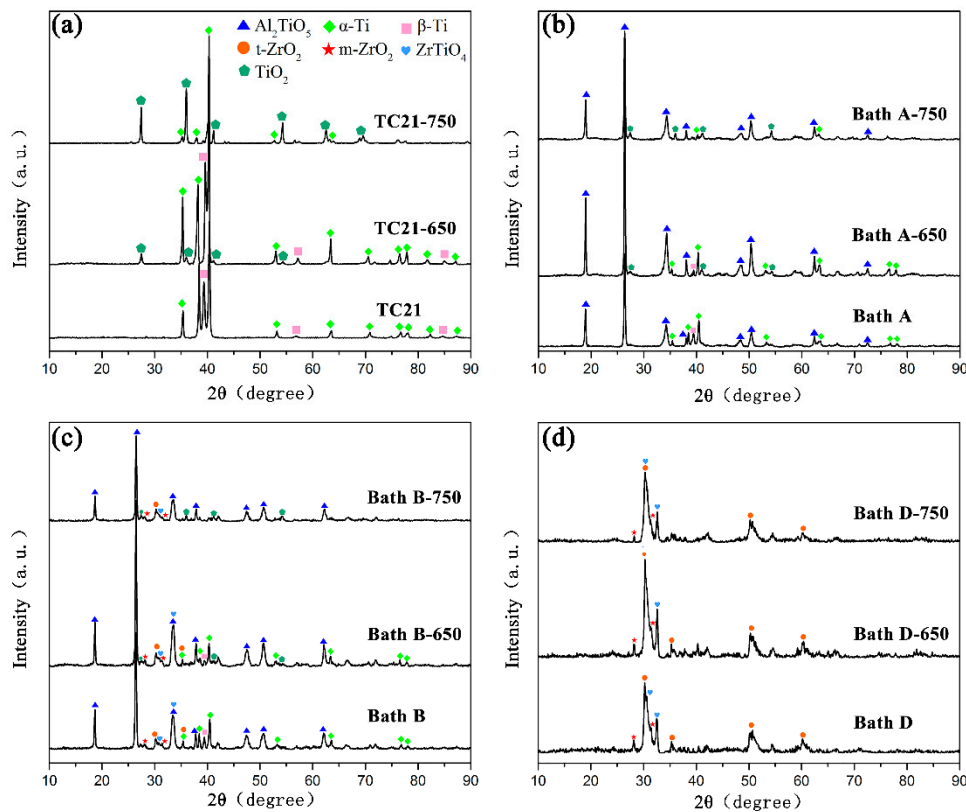 (a)
Al₂TiO₅ α-Ti β-Ti
t-ZrO₂ m-ZrO₂ ZrTiO₄
TiO₂
TC21-750
TC21-650
TC21
Intensity (a. u.)
10 20 30 40 50 60 70 80 90
2θ (degree)
(b)
Bath A-750
Bath A-650
Bath A
Intensity (a. u.)
10 20 30 40 50 60 70 80 90
2θ (degree)
(c)
Bath B-750
Bath B-650
Bath B
Intensity (a. u.)
10 20 30 40 50 60 70 80 90
2θ (degree)
(d)
Bath D-750
Bath D-650
Bath D
Intensity (a. u.)
10 20 30 40 50 60 70 80 90
2θ (degree)